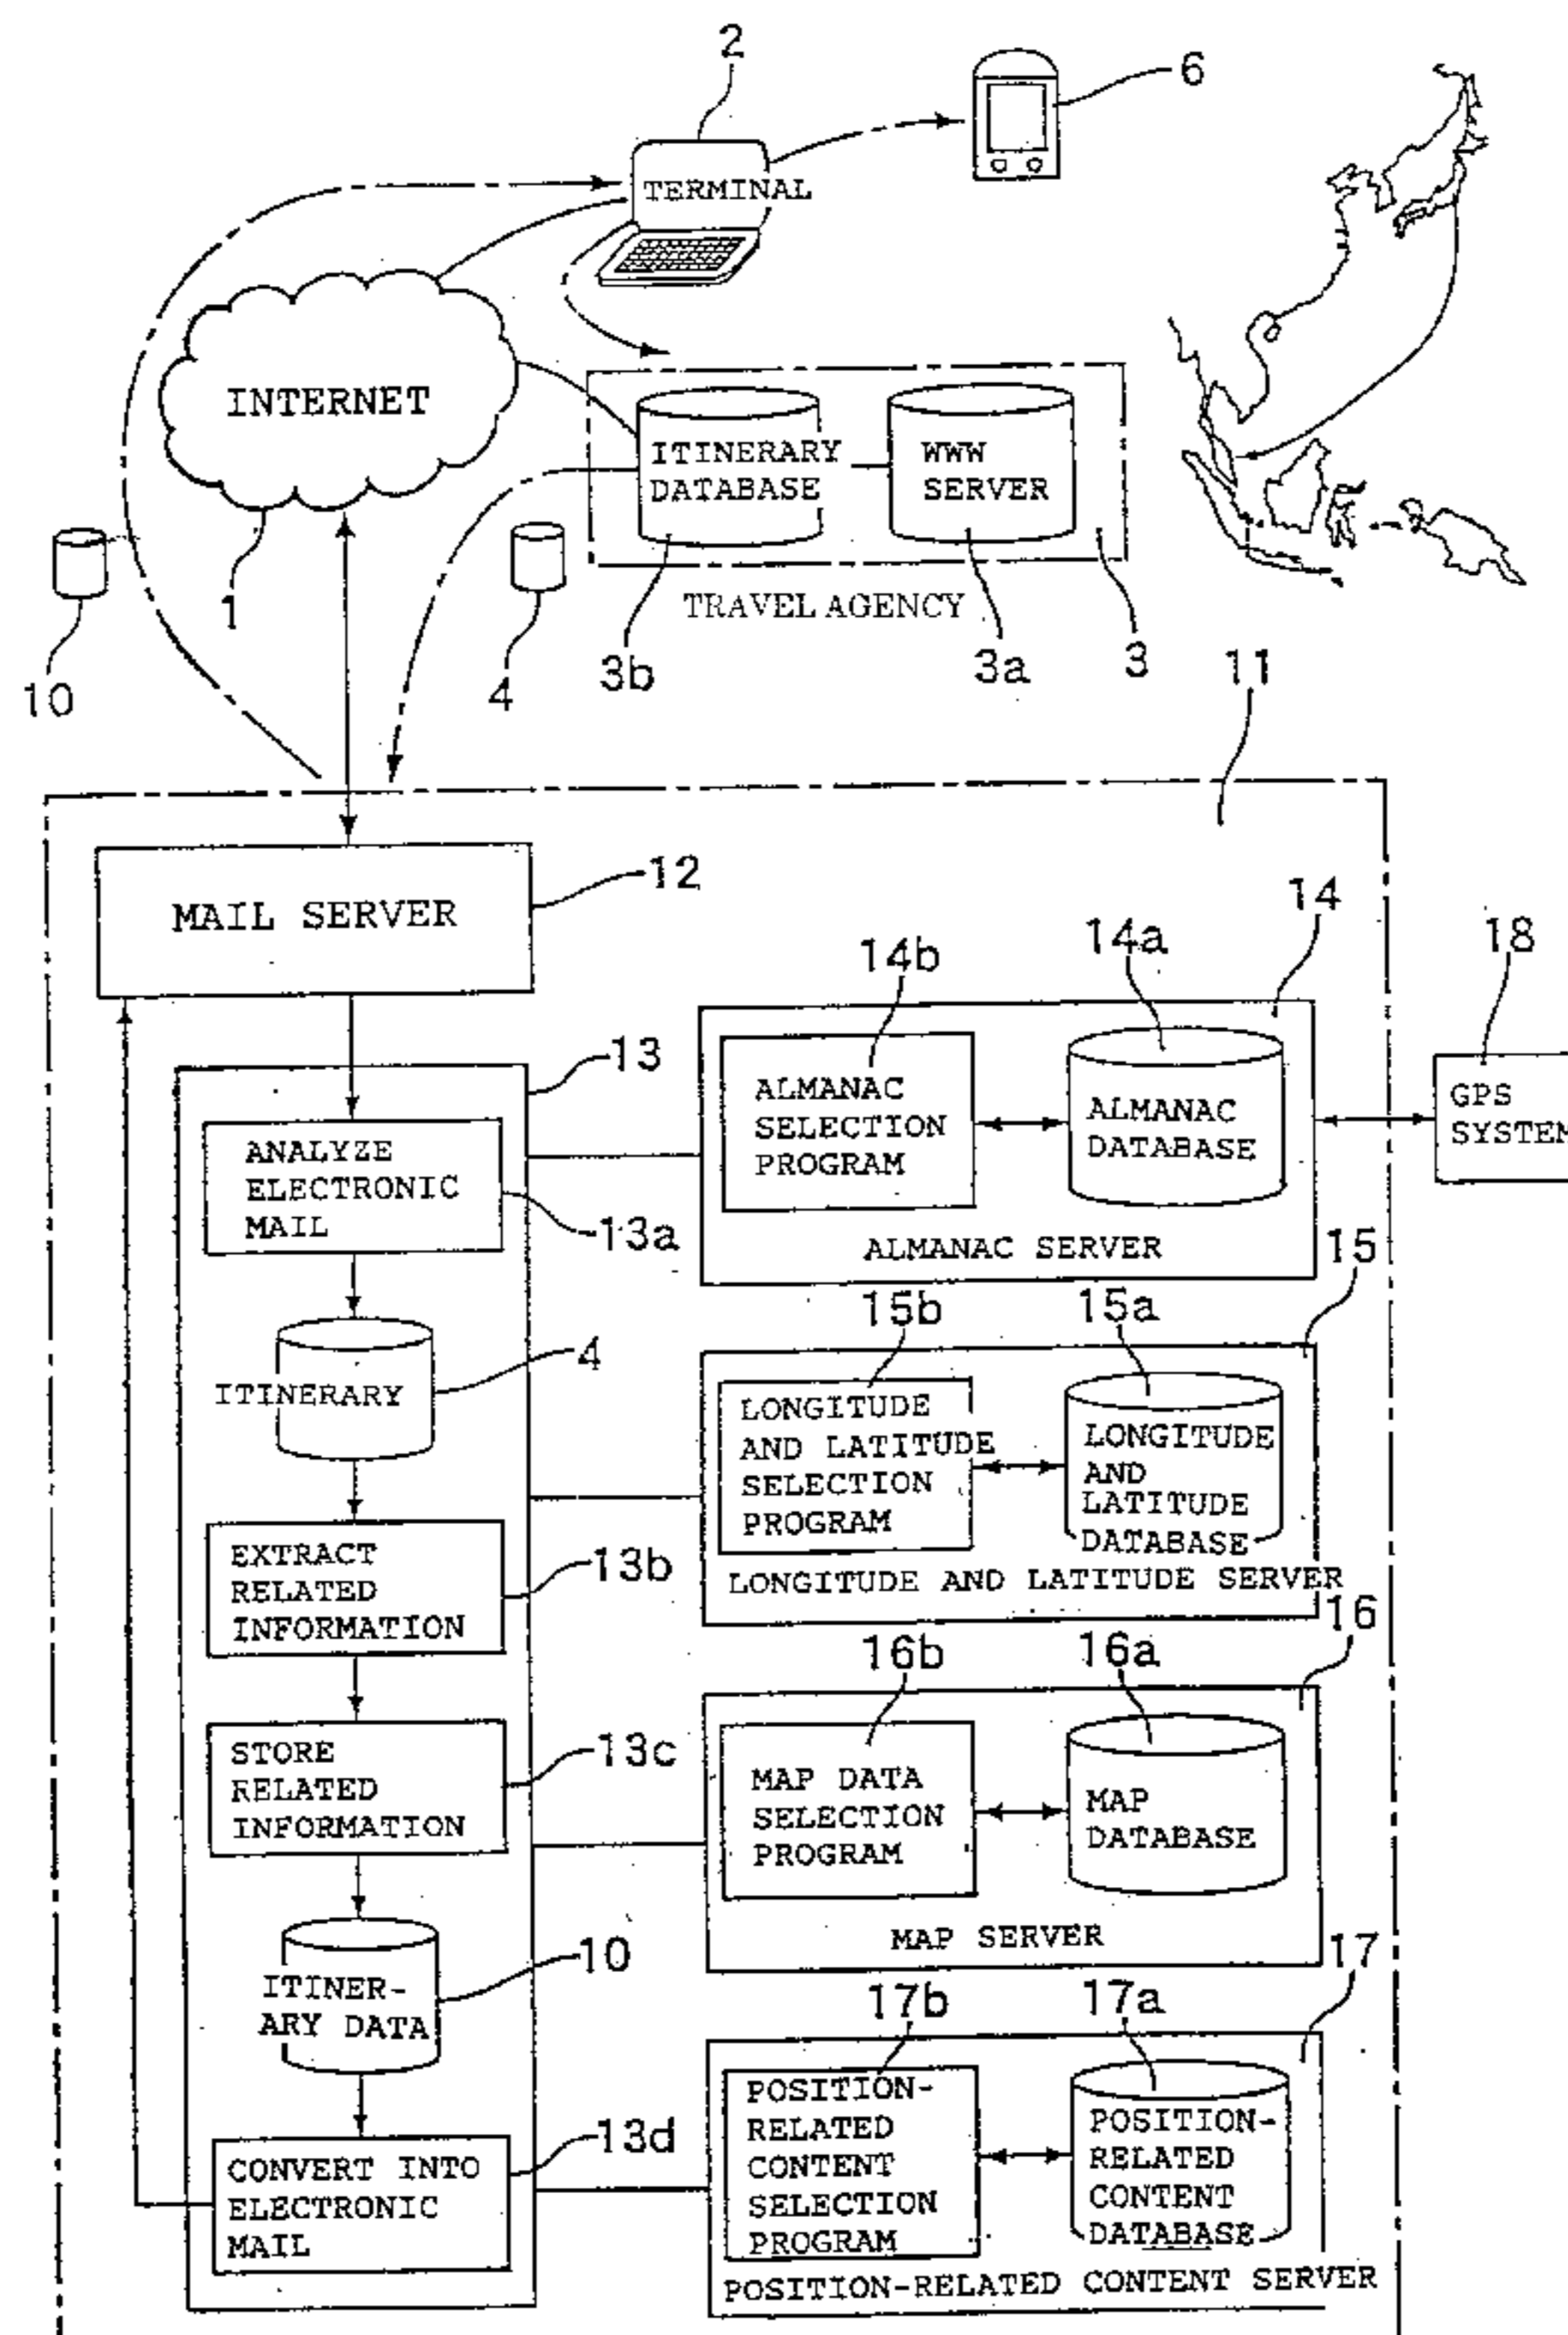 2
6
TERMINAL
INTERNET
ITINERARY
DATABASE
WWW
SERVER
10
1
4
3b
TRAVEL AGENCY
3a
3
11
MAIL SERVER
12
14b
14a
14
18
13
ALMANAC
SELECTION
PROGRAM
ALMANAC
DATABASE
GPS
SYSTEM
ANALYZE
ELECTRONIC
MAIL
13a
ALMANAC SERVER
15b
15a
15
ITINERARY
4
LONGITUDE
AND LATITUDE
SELECTION
PROGRAM
LONGITUDE
AND
LATITUDE
DATABASE
LONGITUDE AND LATITUDE SERVER
EXTRACT
RELATED
INFORMATION
13b
16b
16a
16
STORE
RELATED
INFORMATION
13c
MAP DATA
SELECTION
PROGRAM
MAP
DATABASE
MAP SERVER
ITINER-
ARY DATA
10
17b
17a
17
CONVERT INTO
ELECTRONIC
MAIL
13d
POSITION-
RELATED
CONTENT
SELECTION
PROGRAM
POSITION-
RELATED
CONTENT
DATABASE
POSITION-RELATED CONTENT SERVER